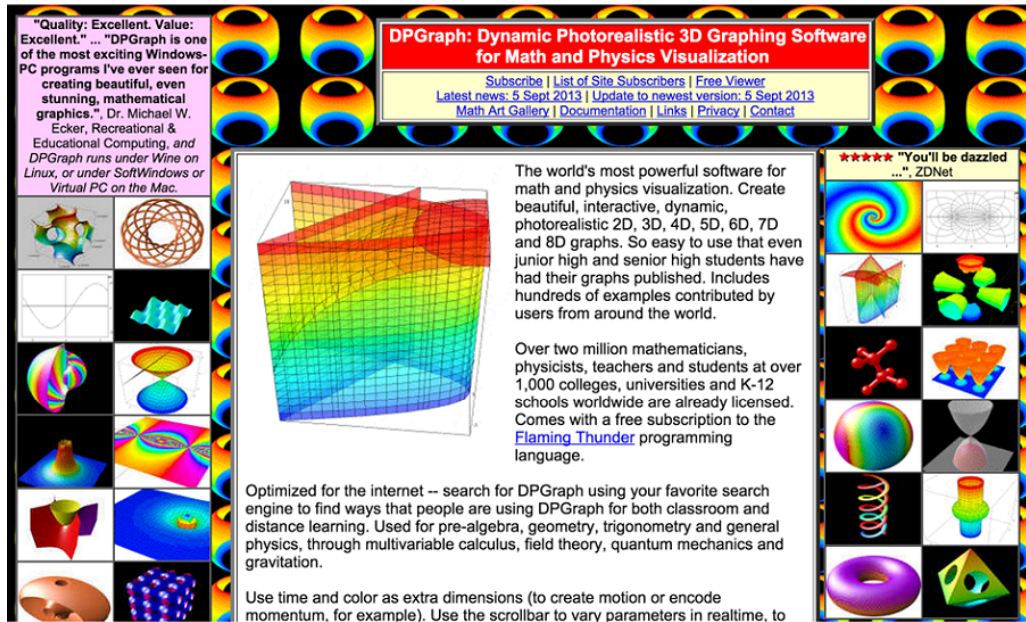 "Quality: Excellent. Value:
Excellent." ... "DPGraph is
one of the most exciting Windows-
PC programs I've ever seen for
creating beautiful, even
stunning, mathematical
graphics.", Dr. Michael W.
Ecker, Recreational &
Educational Computing, and
DPGraph runs under Wine on
Linux, or under SoftWindows or
Virtual PC on the Mac.
DPGraph: Dynamic Photorealistic 3D Graphing Software
for Math and Physics Visualization
Subscribe | List of Site Subscribers | Free Viewer
Latest news: 5 Sept 2013 | Update to newest version: 5 Sept 2013
Math Art Gallery | Documentation | Links | Privacy | Contact
The world's most powerful software for
math and physics visualization. Create
beautiful, interactive, dynamic,
photorealistic 2D, 3D, 4D, 5D, 6D, 7D
and 8D graphs. So easy to use that even
junior high and senior high students have
had their graphs published. Includes
hundreds of examples contributed by
users from around the world.
Over two million mathematicians,
physicists, teachers and students at over
1,000 colleges, universities and K-12
schools worldwide are already licensed.
Comes with a free subscription to the
Flaming Thunder programming
language.
Optimized for the internet -- search for DPGraph using your favorite search
engine to find ways that people are using DPGraph for both classroom and
distance learning. Used for pre-algebra, geometry, trigonometry and general
physics, through multivariable calculus, field theory, quantum mechanics and
gravitation.
Use time and color as extra dimensions (to create motion or encode
momentum, for example). Use the scrollbar to vary parameters in realtime, to
★★★★★ "You'll be dazzled
...", ZDNet